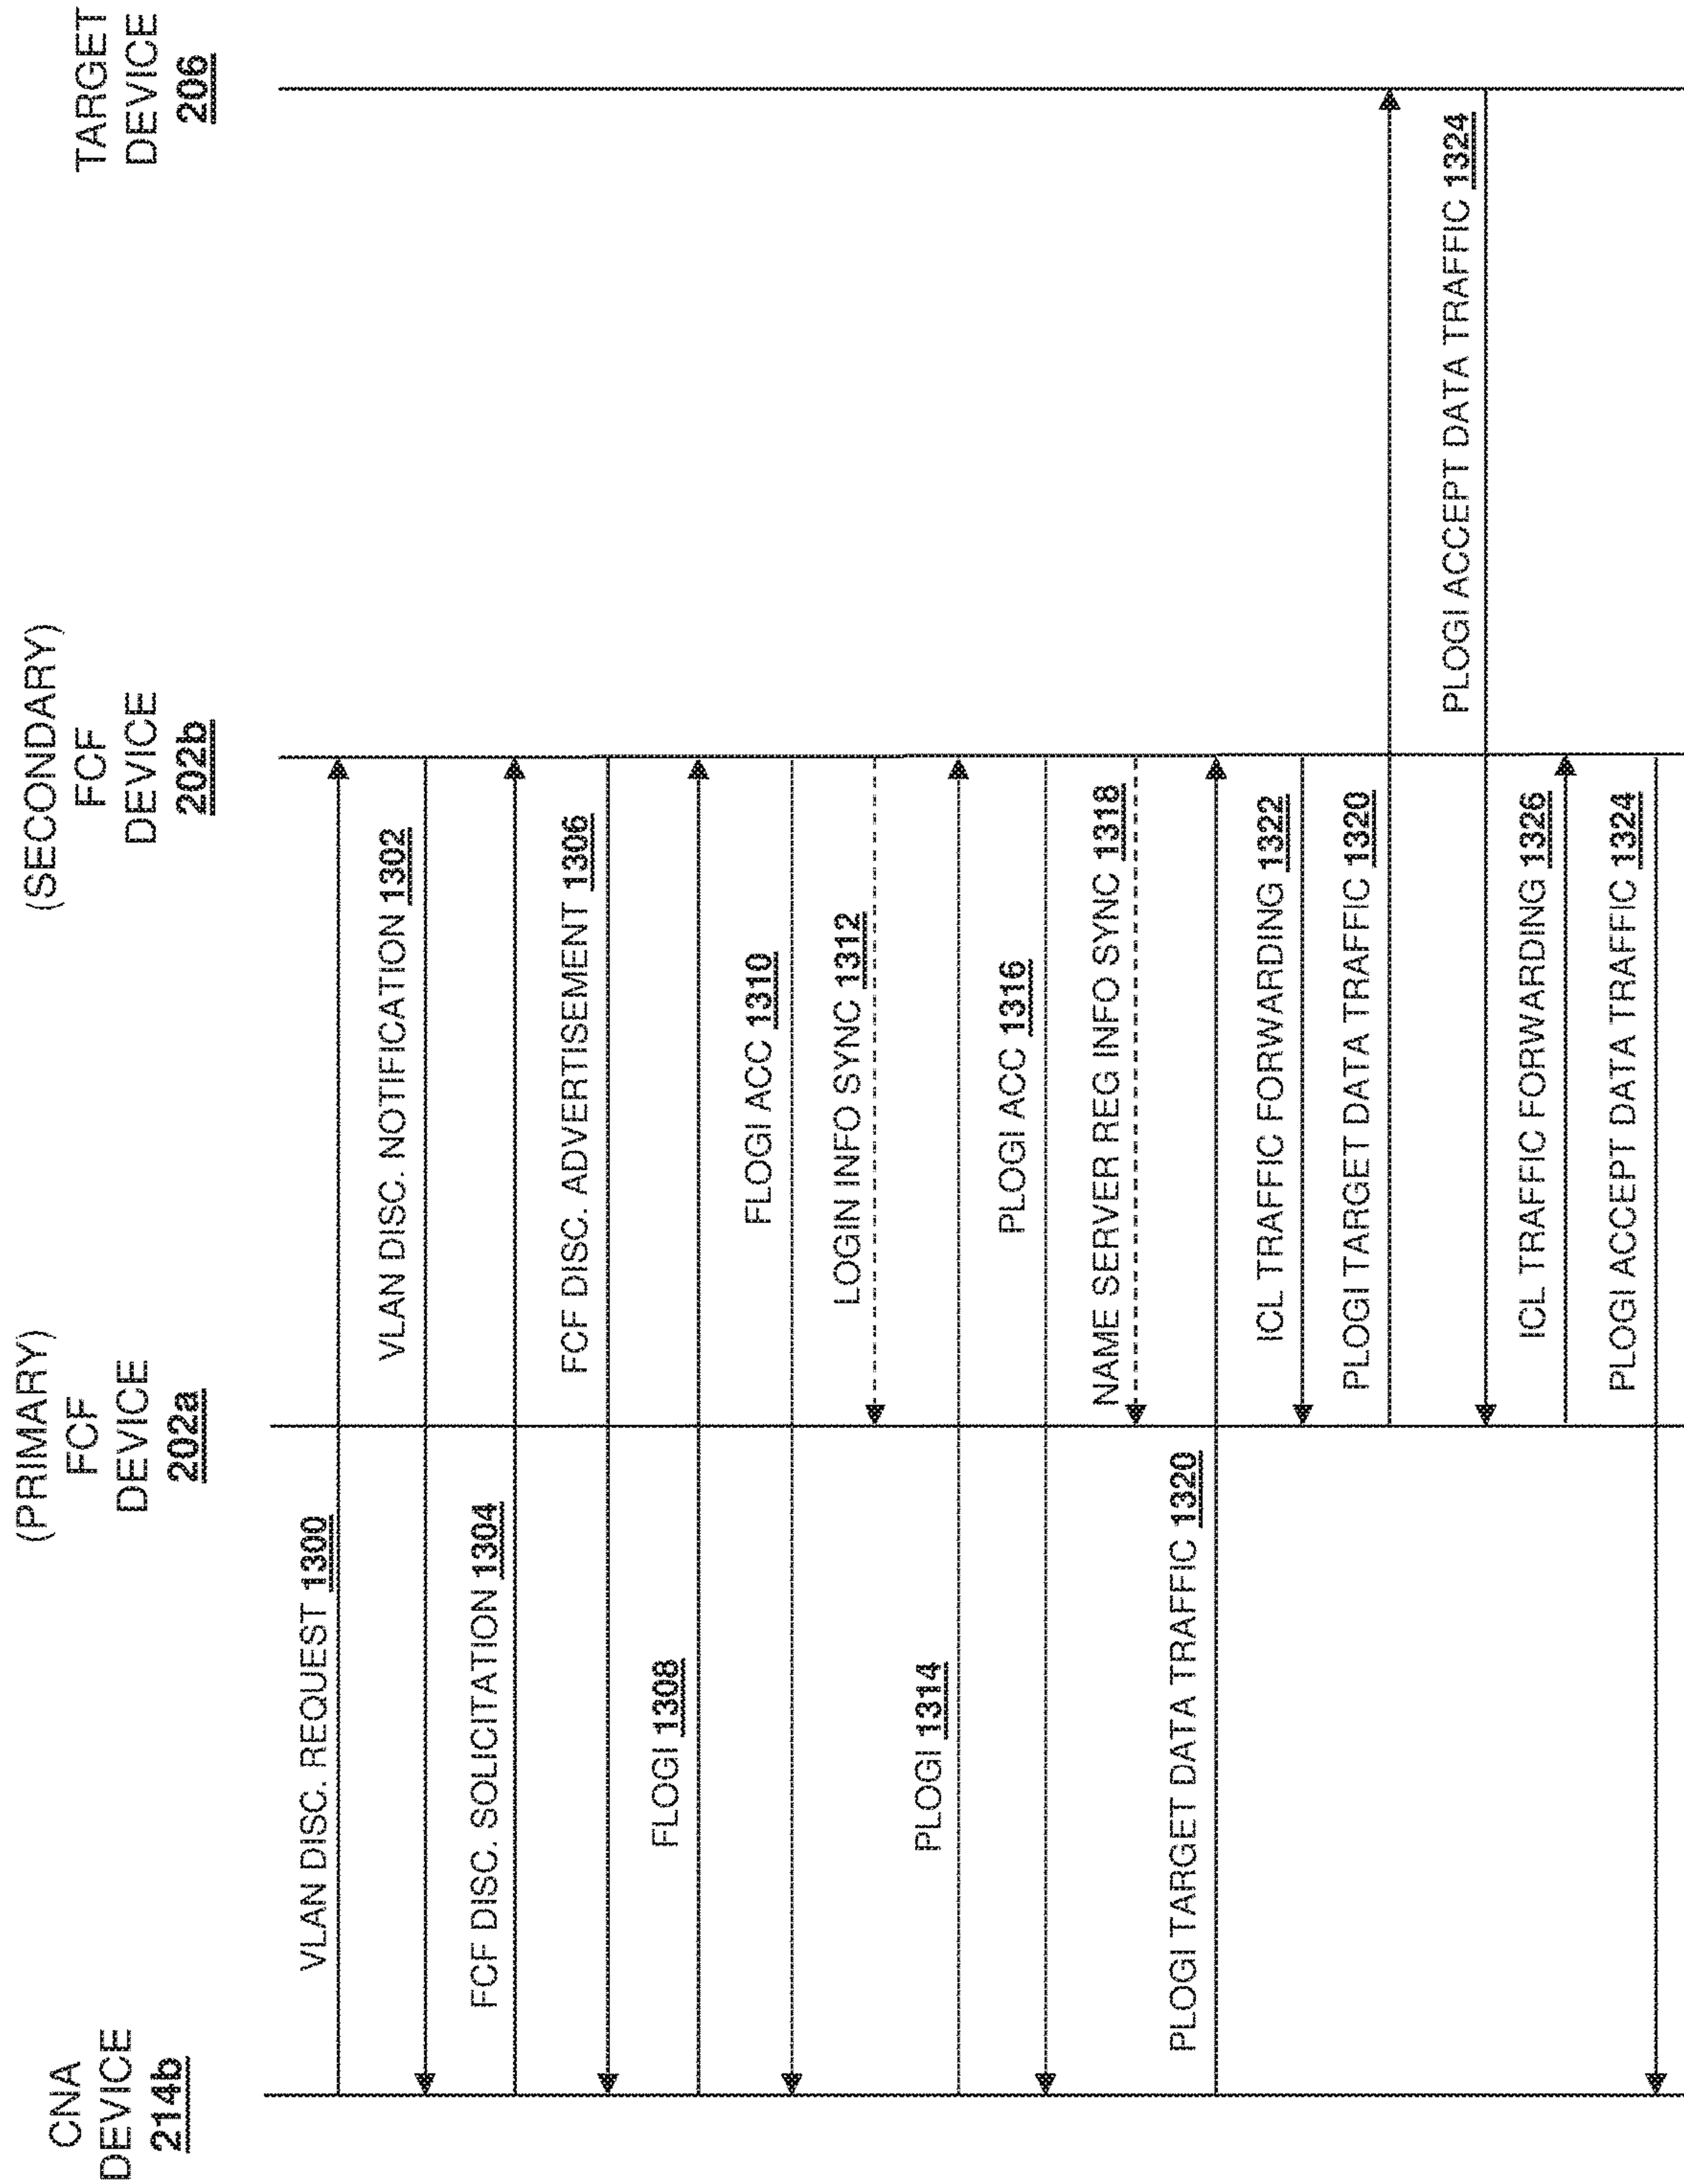 CNA
DEVICE
214b
(PRIMARY)
FCF
DEVICE
202a
(SECONDARY)
FCF
DEVICE
202b
TARGET
DEVICE
206
VLAN DISC. REQUEST 1300
VLAN DISC. NOTIFICATION 1302
FCF DISC. SOLICITATION 1304
FCF DISC. ADVERTISEMENT 1306
FLOGI 1308
FLOGI ACC 1310
LOGIN INFO SYNC 1312
PLOGI 1314
PLOGI ACC 1316
NAME SERVER REG INFO SYNC 1318
PLOGI TARGET DATA TRAFFIC 1320
ICL TRAFFIC FORWARDING 1322
PLOGI TARGET DATA TRAFFIC 1320
PLOGI ACCEPT DATA TRAFFIC 1324
ICL TRAFFIC FORWARDING 1326
PLOGI ACCEPT DATA TRAFFIC 1324